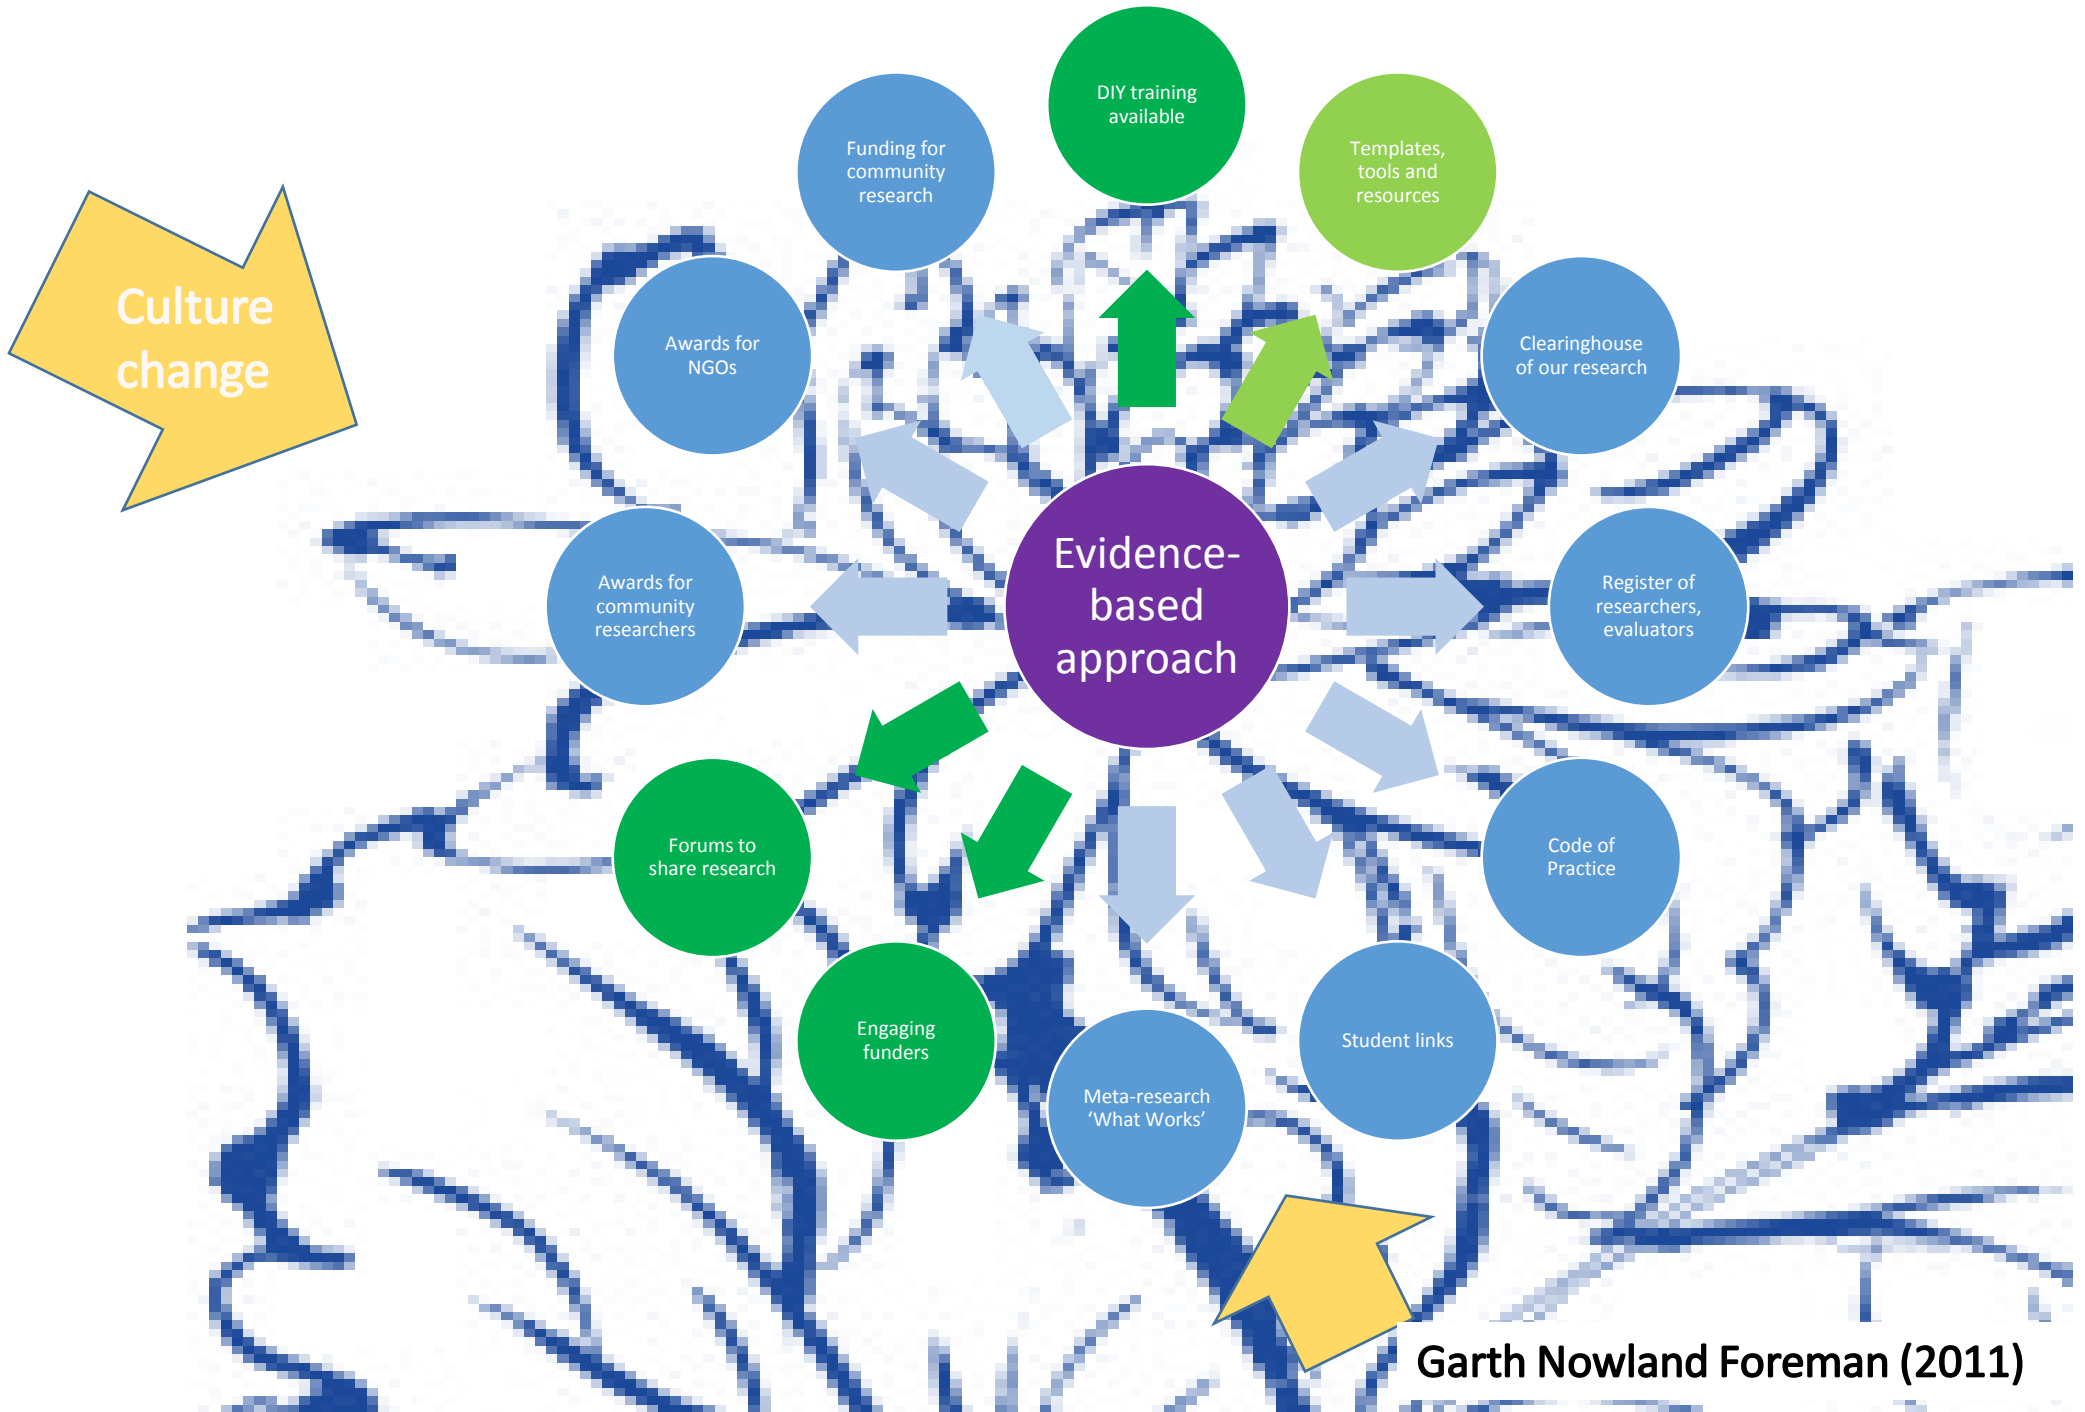 Culture
change
DIY training
available
Templates,
tools and
resources
Clearinghouse
of our research
Register of
researchers,
evaluators
Code of
Practice
Student links
Meta-research
‘What Works’
Engaging
funders
Forums to
share research
Awards for
community
researchers
Awards for
NGOs
Funding for
community
research
Evidence-
based
approach
Garth Nowland Foreman (2011)